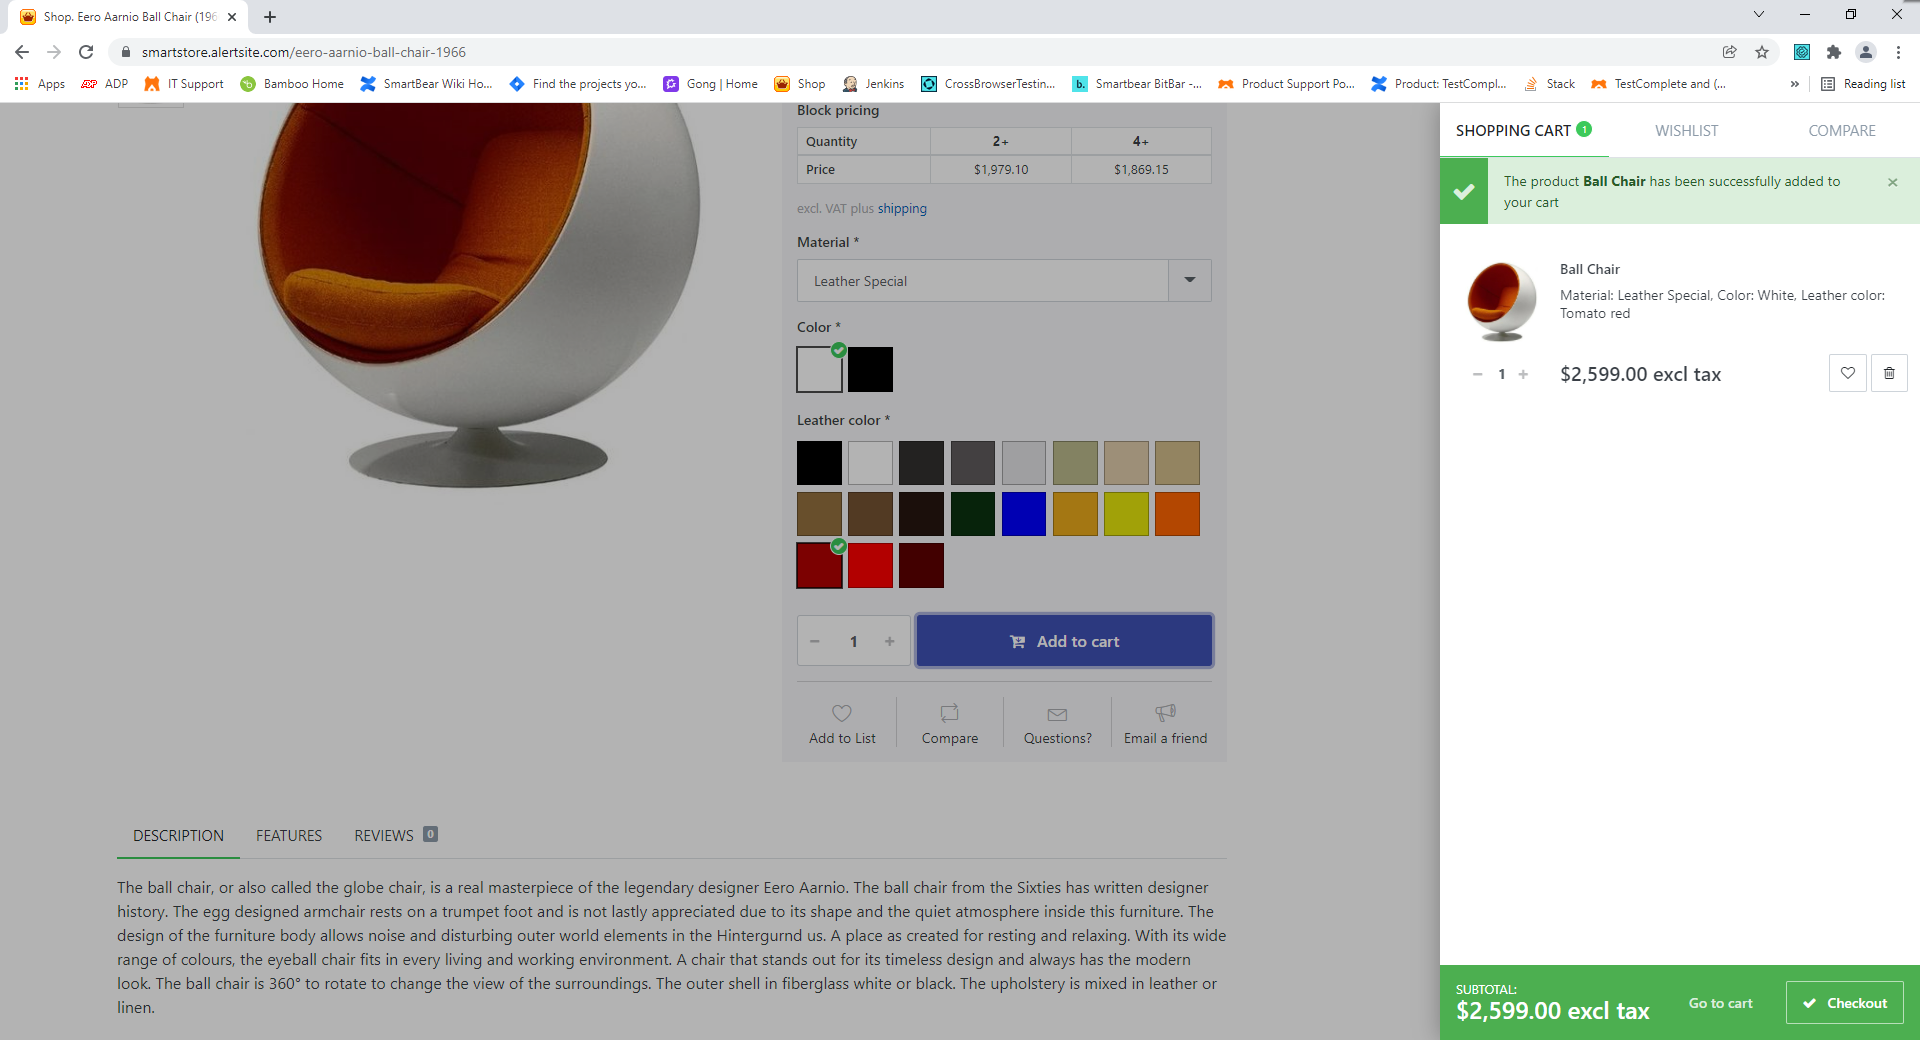 Shop. Eero Aarnio Ball Chair (196
smartstore.alertsite.com/eero-aarnio-ball-chair-1966
Apps ADP IT Support Bamboo Home SmartBear Wiki Ho... Find the projects yo... Gong | Home Shop Jenkins CrossBrowserTestin... Smartbear BitBar -... Product Support Po... Product: TestCompl... Stack TestComplete and (... » Reading list
Block pricing
Quantity 2+ 4+
Price $1,979.10 $1,869.15
excl. VAT plus shipping
Material *
Leather Special
Color *
Leather color *
1 Add to cart
Add to List Compare Questions? Email a friend
DESCRIPTION FEATURES REVIEWS 0
The ball chair, or also called the globe chair, is a real masterpiece of the legendary designer Eero Aarnio. The ball chair from the Sixties has written designer
history. The egg designed armchair rests on a trumpet foot and is not lastly appreciated due to its shape and the quiet atmosphere inside this furniture. The
design of the furniture body allows noise and disturbing outer world elements in the Hintergurnd us. A place as created for resting and relaxing. With its wide
range of colours, the eyeball chair fits in every living and working environment. A chair that stands out for its timeless design and always has the modern
look. The ball chair is 360° to rotate to change the view of the surroundings. The outer shell in fiberglass white or black. The upholstery is mixed in leather or
linen.
SHOPPING CART 1 WISHLIST COMPARE
The product Ball Chair has been successfully added to
your cart
Ball Chair
Material: Leather Special, Color: White, Leather color:
Tomato red
1 $2,599.00 excl tax
SUBTOTAL:
$2,599.00 excl tax Go to cart Checkout